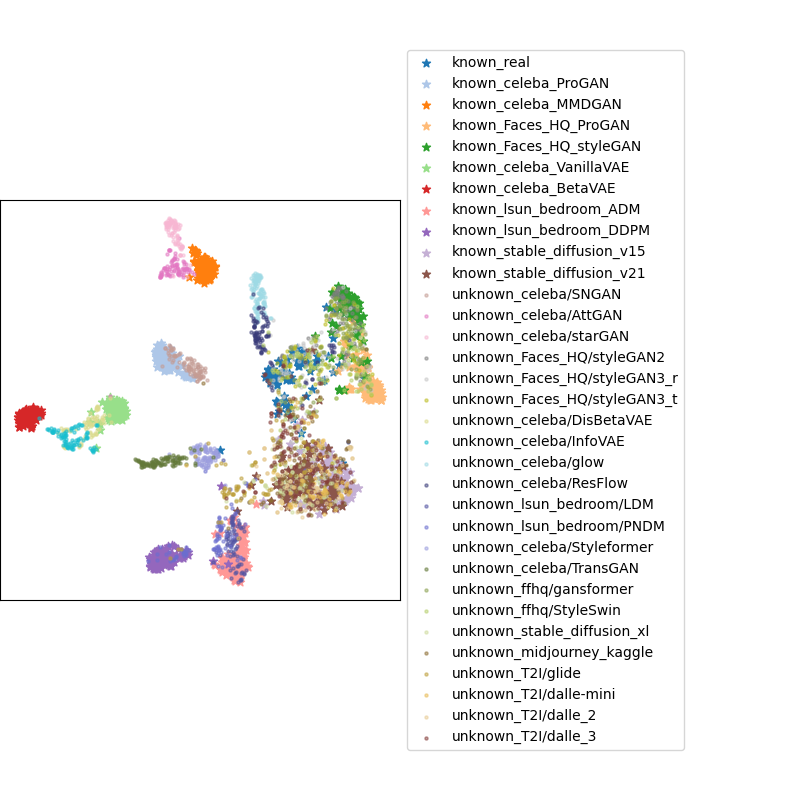 known_real
known_celeba_ProGAN
known_celeba_MMDGAN
known_Faces_HQ_ProGAN
known_Faces_HQ_styleGAN
known_celeba_VanillaVAE
known_celeba_BetaVAE
known_lsun_bedroom_ADM
known_lsun_bedroom_DDPM
known_stable_diffusion_v15
known_stable_diffusion_v21
unknown_celeba/SNGAN
unknown_celeba/AttGAN
unknown_celeba/starGAN
unknown_Faces_HQ/styleGAN2
unknown_Faces_HQ/styleGAN3_r
unknown_Faces_HQ/styleGAN3_t
unknown_celeba/DisBetaVAE
unknown_celeba/InfoVAE
unknown_celeba/glow
unknown_celeba/ResFlow
unknown_lsun_bedroom/LDM
unknown_lsun_bedroom/PNDM
unknown_celeba/Styleformer
unknown_celeba/TransGAN
unknown_ffhq/gansformer
unknown_ffhq/StyleSwin
unknown_stable_diffusion_xl
unknown_midjourney_kaggle
unknown_T2I/glide
unknown_T2I/dalle-mini
unknown_T2I/dalle_2
unknown_T2I/dalle_3